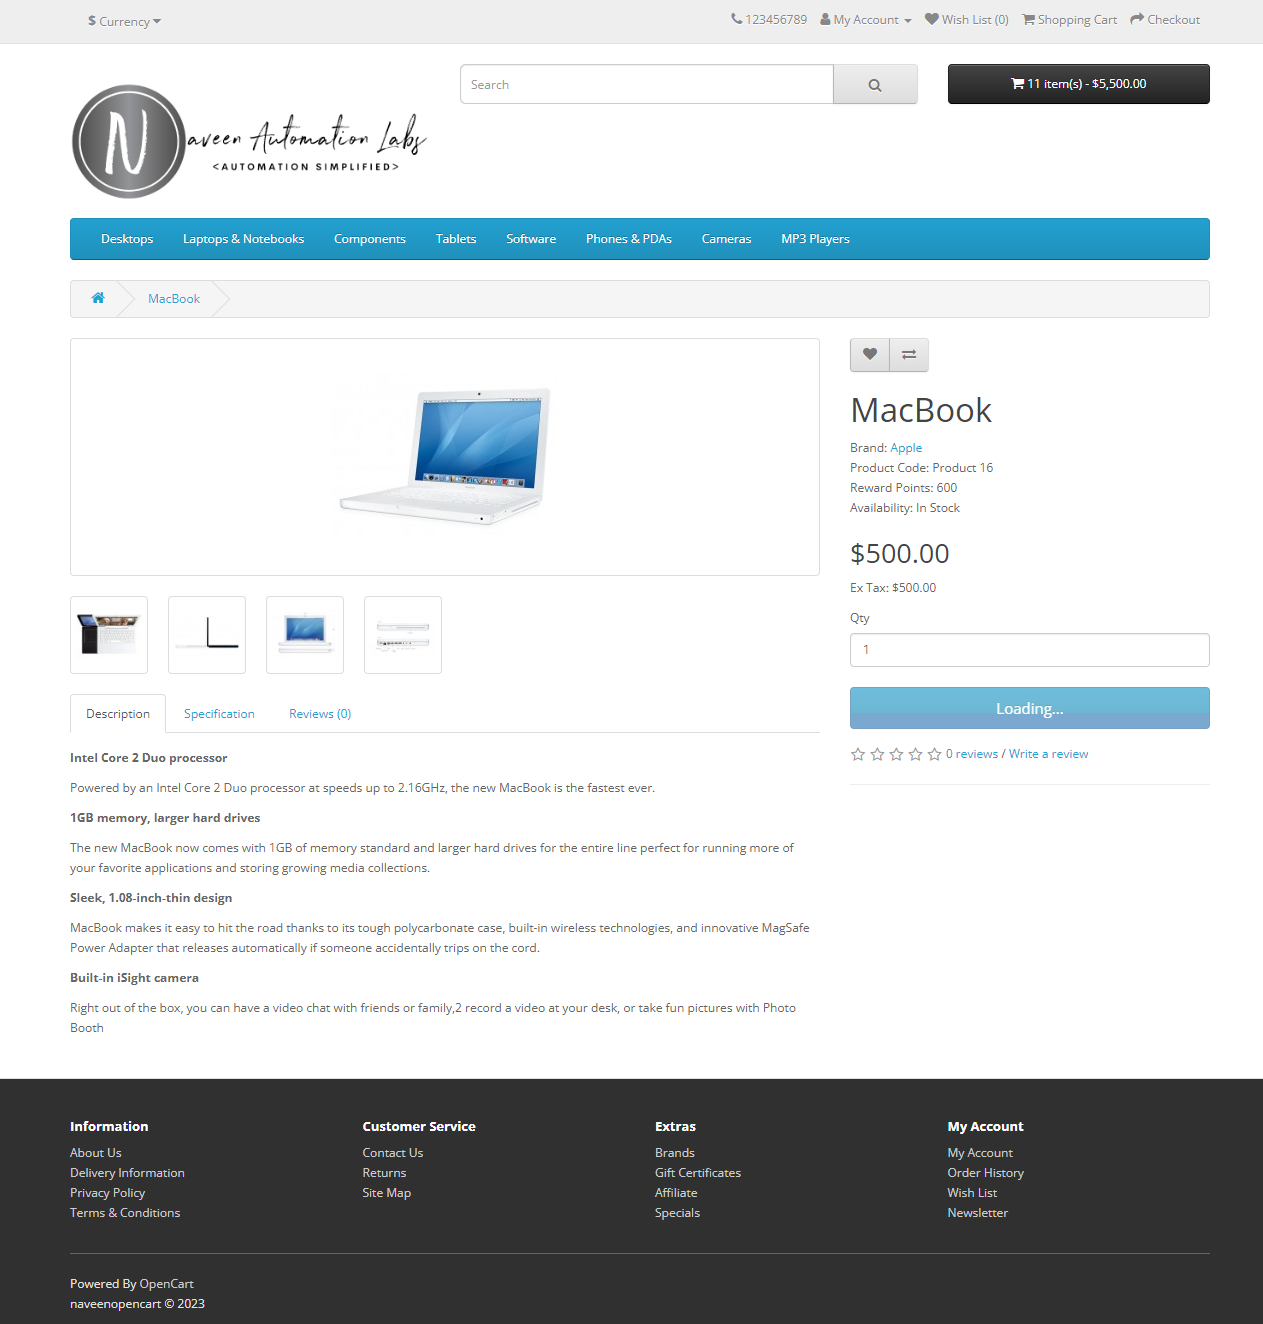 $ Currency
123456789 My Account Wish List (0) Shopping Cart Checkout
Search
11 item(s) - $5,500.00
N
aveen Automation Labs
<AUTOMATION SIMPLIFIED>
Desktops Laptops & Notebooks Components Tablets Software Phones & PDAs Cameras MP3 Players
MacBook
MacBook
Brand: Apple
Product Code: Product 16
Reward Points: 600
Availability: In Stock
$500.00
Ex Tax: $500.00
Qty
1
Loading...
0 reviews / Write a review
Description Specification Reviews (0)
Intel Core 2 Duo processor
Powered by an Intel Core 2 Duo processor at speeds up to 2.16GHz, the new MacBook is the fastest ever.
1GB memory, larger hard drives
The new MacBook now comes with 1GB of memory standard and larger hard drives for the entire line perfect for running more of
your favorite applications and storing growing media collections.
Sleek, 1.08-inch-thin design
MacBook makes it easy to hit the road thanks to its tough polycarbonate case, built-in wireless technologies, and innovative MagSafe
Power Adapter that releases automatically if someone accidentally trips on the cord.
Built-in iSight camera
Right out of the box, you can have a video chat with friends or family,2 record a video at your desk, or take fun pictures with Photo
Booth
Information
About Us
Delivery Information
Privacy Policy
Terms & Conditions
Customer Service
Contact Us
Returns
Site Map
Extras
Brands
Gift Certificates
Affiliate
Specials
My Account
My Account
Order History
Wish List
Newsletter
Powered By OpenCart
naveenopencart © 2023